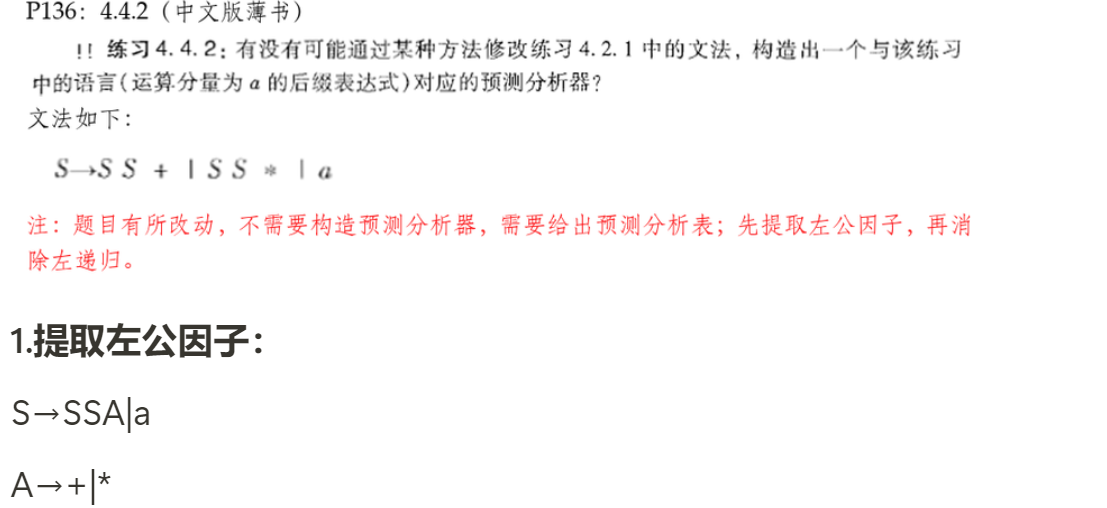 P136：4.4.2（中文版薄书）
!! 练习 4.4.2：有没有可能通过某种方法修改练习 4.2.1 中的文法，构造出一个与该练习
中的语言(运算分量为 a 的后缀表达式)对应的预测分析器？
文法如下：
S→S S + | S S * | a
注：题目有所改动，不需要构造预测分析器，需要给出预测分析表；先提取左公因子，再消
除左递归。
1.提取左公因子：
S→SSA|a
A→+|*